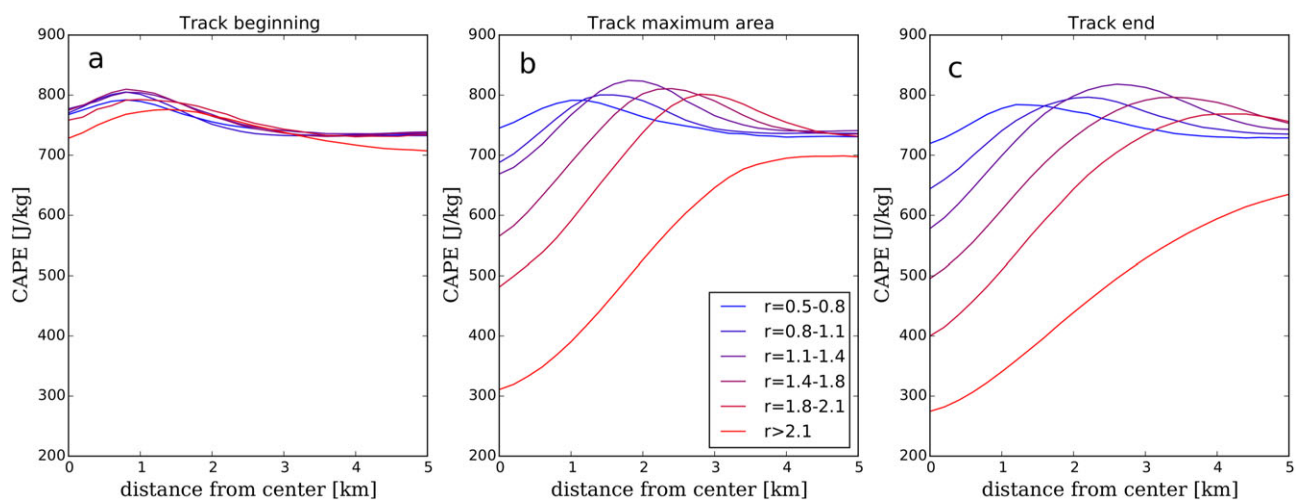 Track beginning
Track maximum area
Track end
a
b
c
CAPE [J/kg]
900
800
700
600
500
400
300
200
0
1
2
3
4
5
distance from center [km]
CAPE [J/kg]
900
800
700
600
500
400
300
200
0
1
2
3
4
5
distance from center [km]
r=0.5-0.8
r=0.8-1.1
r=1.1-1.4
r=1.4-1.8
r=1.8-2.1
r>2.1
CAPE [J/kg]
900
800
700
600
500
400
300
200
0
1
2
3
4
5
distance from center [km]